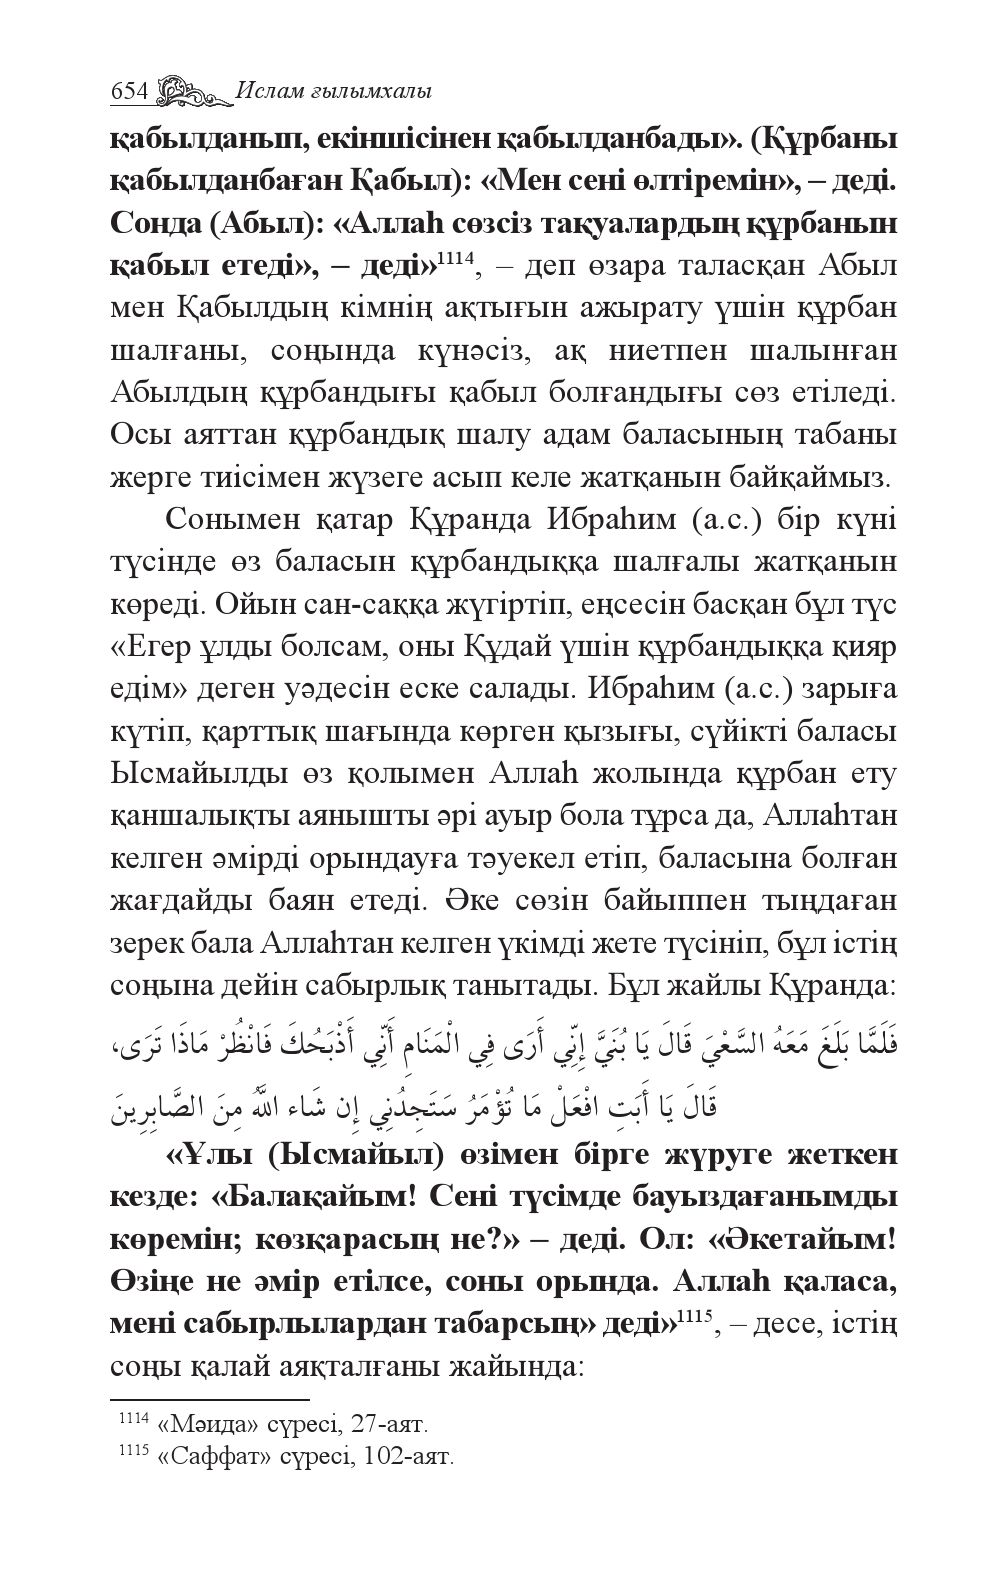 654 Ислам ғылымхалы
қабылданып, екіншісінен қабылданбады». (Құрбаны
қабылданбаған Қабыл): «Мен сені өлтіремін», – деді.
Сонда (Абыл): «Аллаһ сөзсіз тақуалардың құрбанын
қабыл етеді», – деді»1114, – деп өзара таласқан Абыл
мен Қабылдың кімнің ақтығын ажырату үшін құрбан
шалғаны, соңында күнәсіз, ақ ниетпен шалынған
Абылдың құрбандығы қабыл болғандығы сөз етіледі.
Осы аяттан құрбандық шалу адам баласының табаны
жерге тиісімен жүзеге асып келе жатқанын байқаймыз.
Сонымен қатар Құранда Ибраһим (а.с.) бір күні
түсінде өз баласын құрбандыққа шалғалы жатқанын
көреді. Ойын сан-саққа жүгіртіп, еңсесін басқан бұл түс
«Егер ұлды болсам, оны Құдай үшін құрбандыққа қияр
едім» деген уәдесін еске салады. Ибраһим (а.с.) зарыға
күтіп, қарттық шағында көрген қызығы, сүйікті баласы
Ысмайылды өз қолымен Аллаһ жолында құрбан ету
қаншалықты аянышты әрі ауыр бола тұрса да, Аллаһтан
келген әмірді орындауға тәуекел етіп, баласына болған
жағдайды баян етеді. Әке сөзін байыппен тыңдаған
зерек бала Аллаһтан келген үкімді жете түсініп, бұл істің
соңына дейін сабырлық танытады. Бұл жайлы Құранда:
فَلَمَّا بَلَغَ مَعَهُ السَّعْيَ قَالَ يَا بُنَيَّ إِنِّي أَرَى فِي الْمَنَامِ أَنِّي أَذْبَحُكَ فَانْظُرْ مَاذَا تَرَى،
قَالَ يَا أَبَتِ افْعَلْ مَا تُؤْمَرُ سَتَجِدُنِي إِن شَاء اللَّهُ مِنَ الصَّابِرِينَ
«Ұлы (Ысмайыл) өзімен бірге жүруге жеткен
кезде: «Балақайым! Сені түсімде бауыздағанымды
көремін; көзқарасың не?» – деді. Ол: «Әкетайым!
Өзіңе не әмір етілсе, соны орында. Аллаһ қаласа,
мені сабырлылардан табарсың» деді»1115, – десе, істің
соңы қалай аяқталғаны жайында:
1114 «Мәида» сүресі, 27-аят.
1115 «Саффат» сүресі, 102-аят.